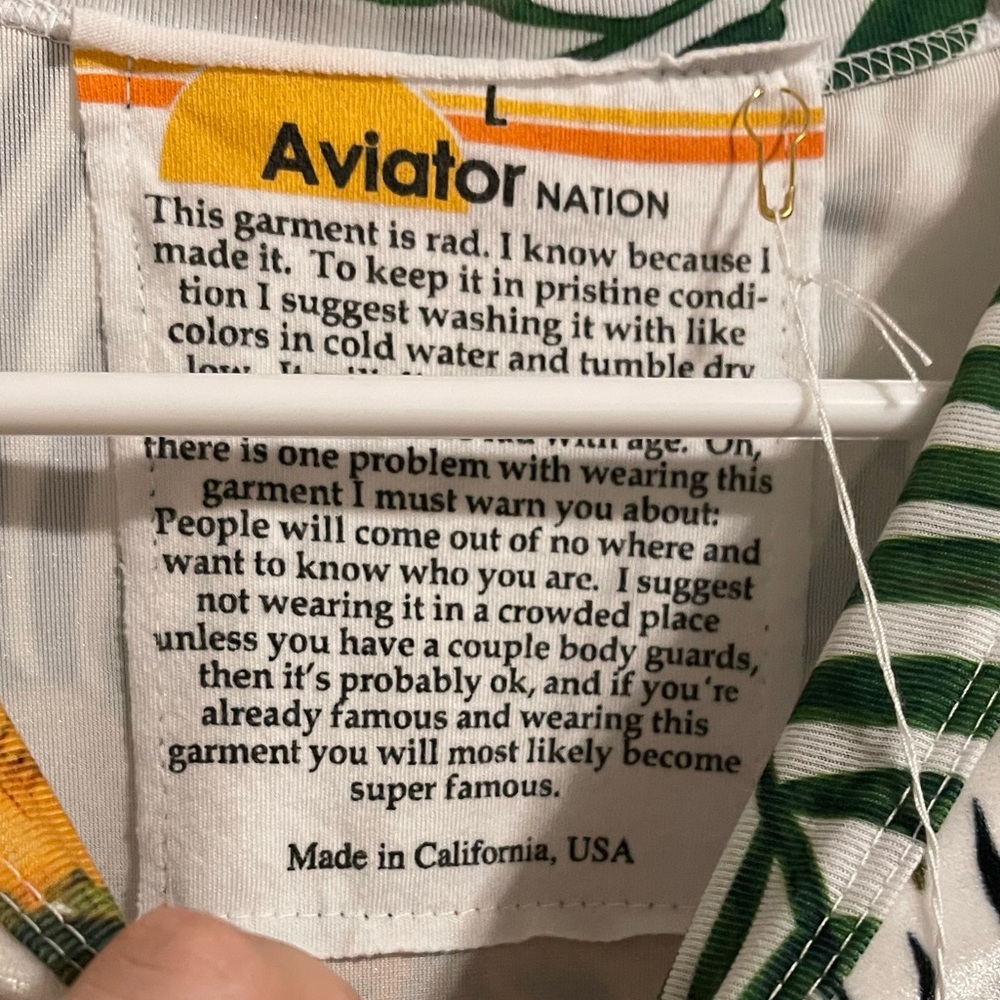 L
Aviator NATION
This garment is rad. I know because I
made it. To keep it in pristine condi-
tion I suggest washing it with like
colors in cold water and tumble dry
low.
with age. Oh,
there is one problem with wearing this
garment I must warn you about:
People will come out of no where and
want to know who you are. I suggest
not wearing it in a crowded place
unless you have a couple body guards,
then it's probably ok, and if you're
already famous and wearing this
garment you will most likely become
super famous.
Made in California, USA